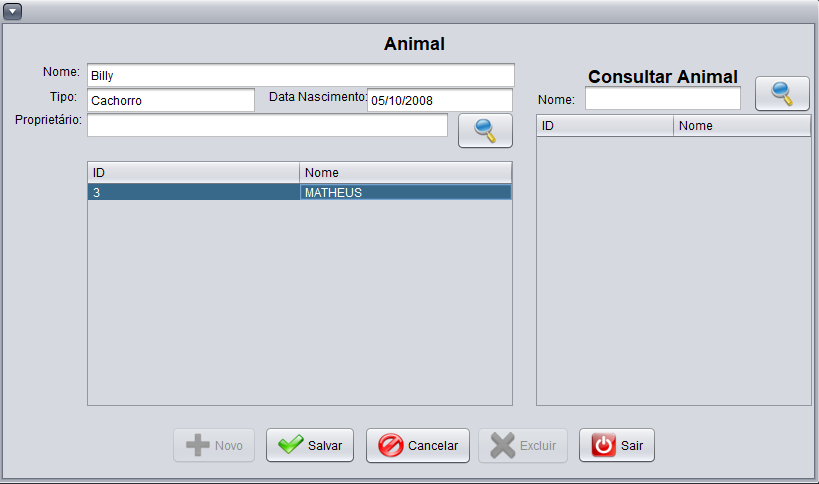 Animal
Nome: Billy
Tipo: Cachorro Data Nascimento: 05/10/2008
Proprietário:
ID Nome
3 MATHEUS
Consultar Animal
Nome:
ID Nome
Novo Salvar Cancelar Excluir Sair